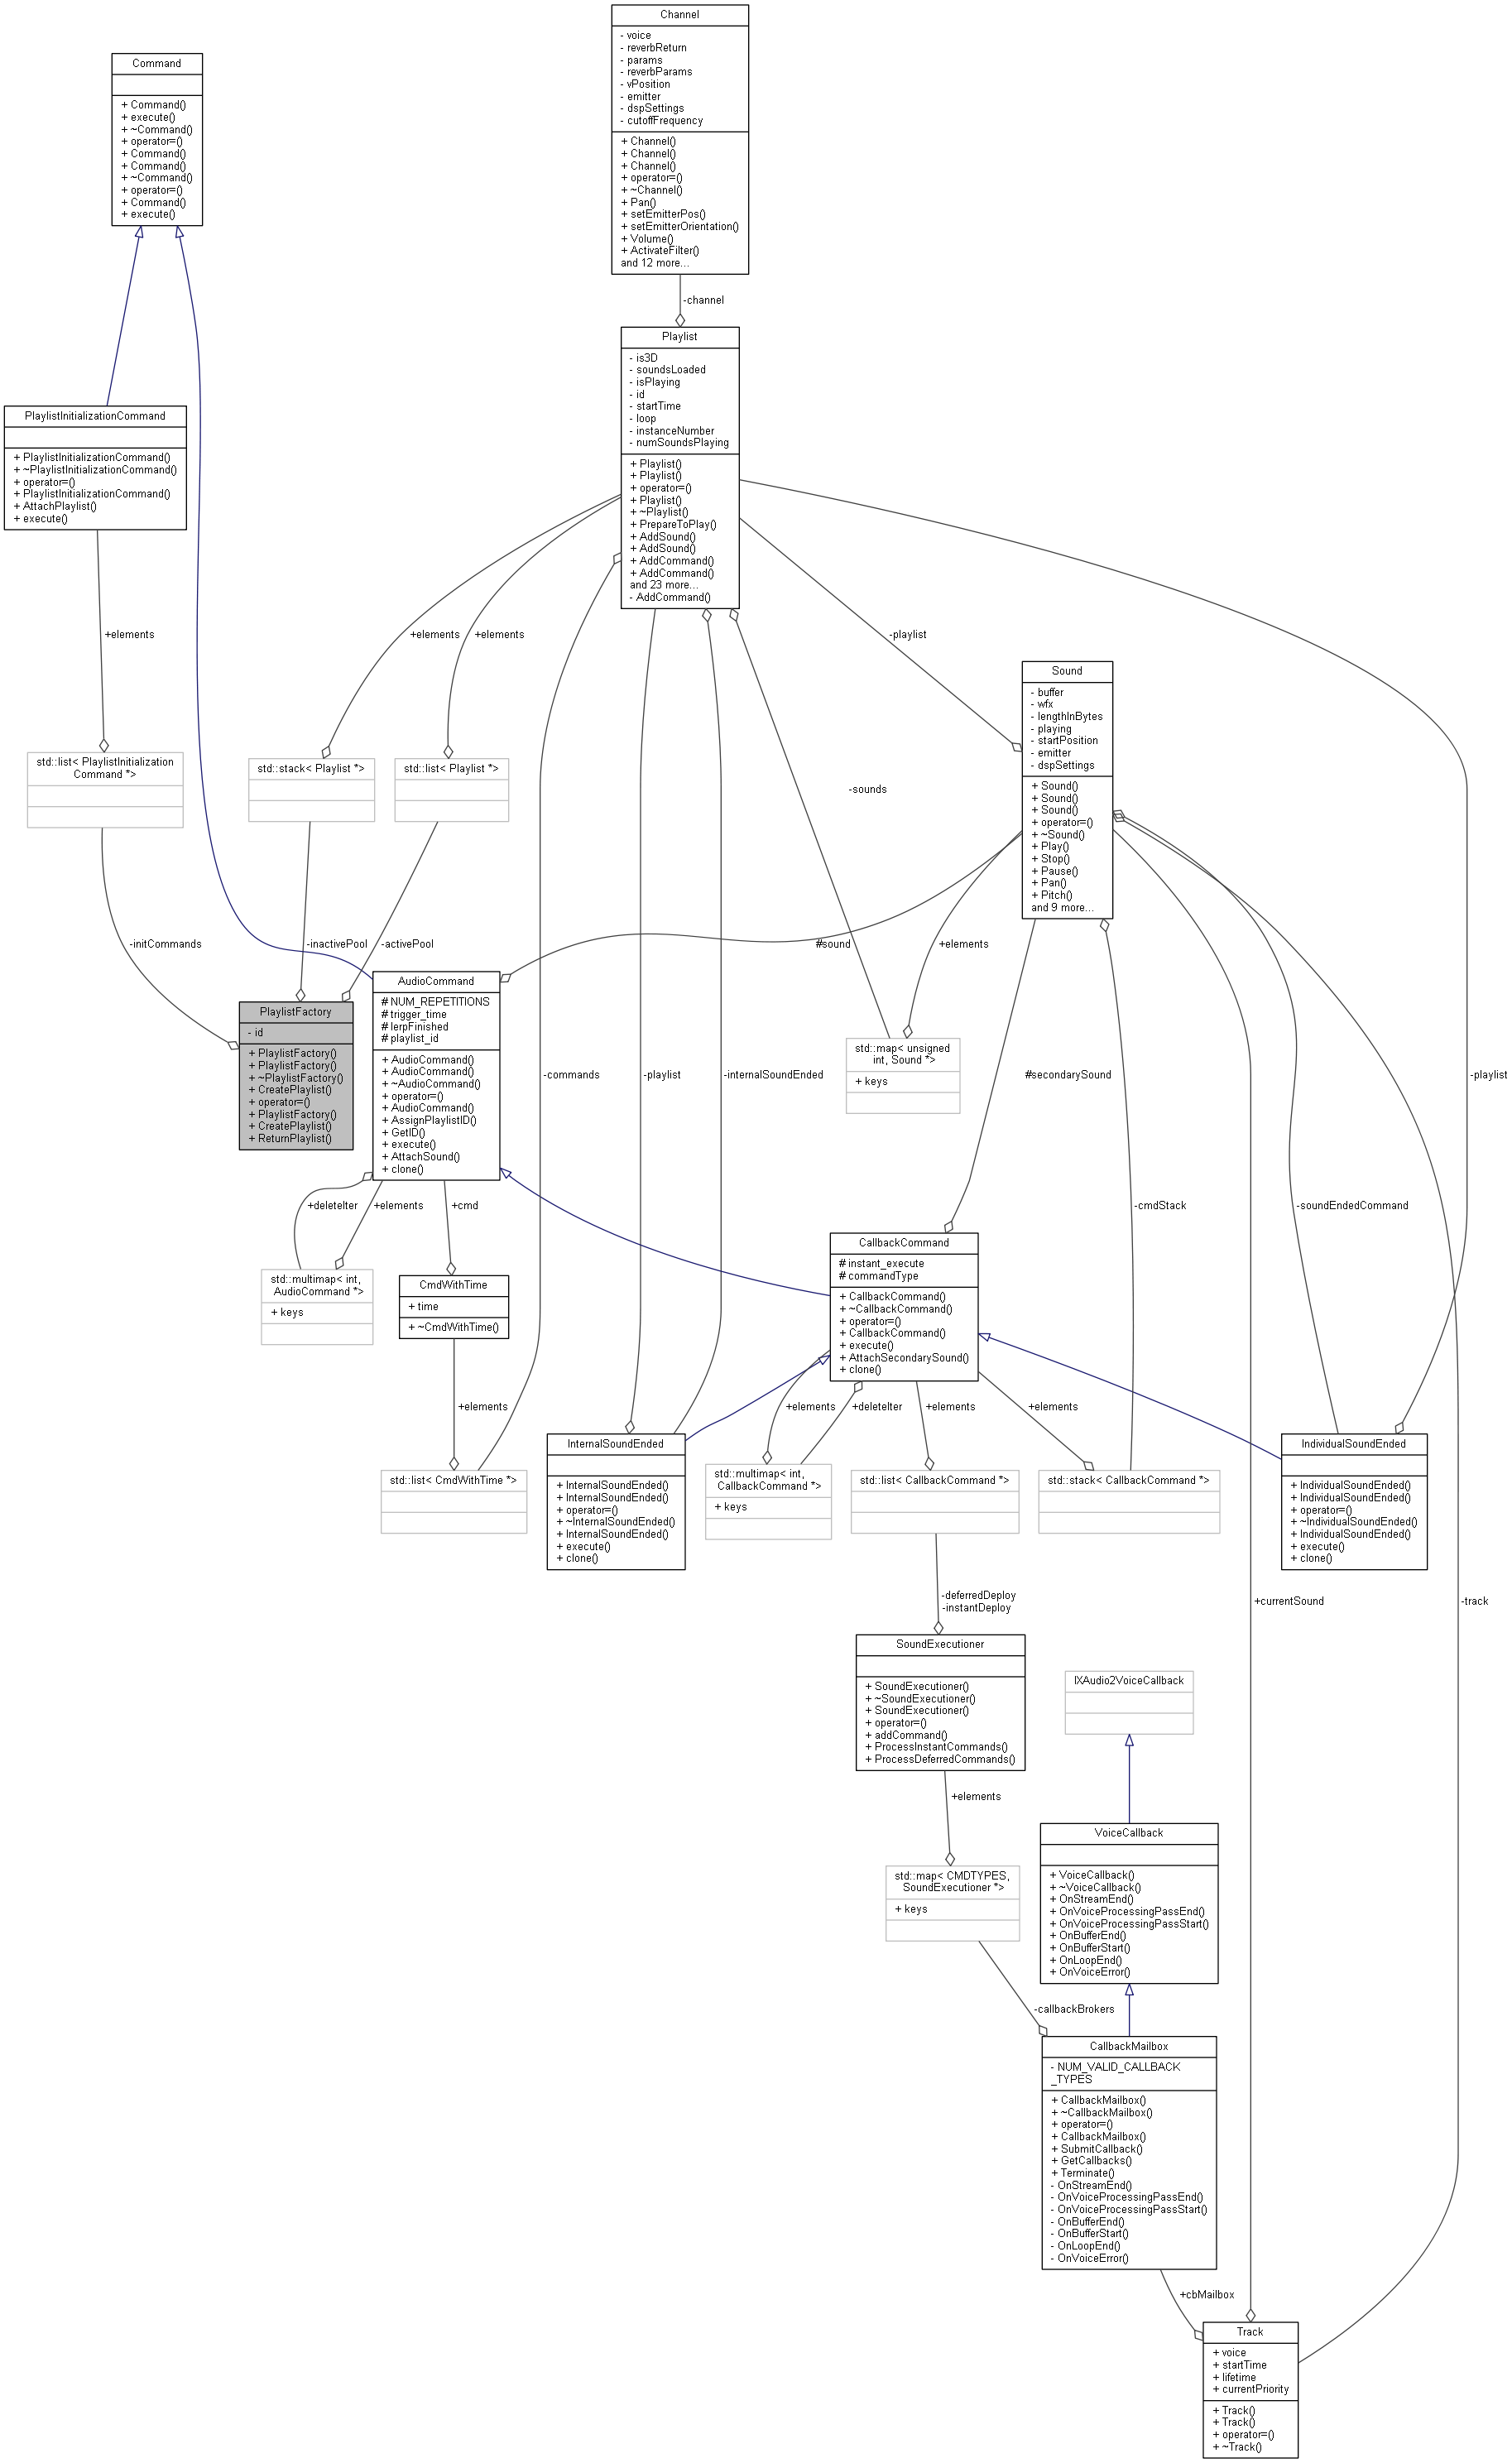 Channel
- voice
- reverbReturn
- params
- reverbParams
- vPosition
- emitter
- dspSettings
- cutoffFrequency
+ Channel()
+ Channel()
+ Channel()
+ operator=()
+ ~Channel()
+ Pan()
+ setEmitterPos()
+ setEmitterOrientation()
+ Volume()
+ ActivateFilter()
and 12 more...
Command
+ Command()
+ execute()
+ ~Command()
+ operator=()
+ Command()
+ Command()
+ ~Command()
+ operator=()
+ Command()
+ execute()
-channel
Playlist
- is3D
- soundsLoaded
- isPlaying
- id
- startTime
- loop
- instanceNumber
- numSoundsPlaying
+ Playlist()
+ Playlist()
+ operator=()
+ Playlist()
+ ~Playlist()
+ PrepareToPlay()
+ AddSound()
+ AddSound()
+ AddCommand()
+ AddCommand()
and 23 more...
- AddCommand()
PlaylistInitializationCommand
+ PlaylistInitializationCommand()
+ ~PlaylistInitializationCommand()
+ operator=()
+ PlaylistInitializationCommand()
+ AttachPlaylist()
+ execute()
+elements
+elements
+elements
-playlist
Sound
- buffer
- wfx
- lengthInBytes
- playing
- startPosition
- emitter
- dspSettings
+ Sound()
+ Sound()
+ Sound()
+ operator=()
+ ~Sound()
+ Play()
+ Stop()
+ Pause()
+ Pan()
+ Pitch()
and 9 more...
std::list< PlaylistInitialization
Command *>
std::stack< Playlist *>
std::list< Playlist *>
-sounds
-initCommands
-inactivePool
-activePool
#sound
+elements
PlaylistFactory
- id
+ PlaylistFactory()
+ PlaylistFactory()
+ ~PlaylistFactory()
+ CreatePlaylist()
+ operator=()
+ PlaylistFactory()
+ CreatePlaylist()
+ ReturnPlaylist()
AudioCommand
# NUM_REPETITIONS
# trigger_time
# lerpFinished
# playlist_id
+ AudioCommand()
+ AudioCommand()
+ ~AudioCommand()
+ operator=()
+ AudioCommand()
+ AssignPlaylistID()
+ GetID()
+ execute()
+ AttachSound()
+ clone()
-commands
-playlist
-internalSoundEnded
std::map< unsigned
int, Sound *>
+ keys
#secondarySound
-playlist
+deleteIter
+elements
+cmd
-cmdStack
-soundEndedCommand
std::multimap< int,
AudioCommand *>
+ keys
CmdWithTime
+ time
+ ~CmdWithTime()
CallbackCommand
# instant_execute
# commandType
+ CallbackCommand()
+ ~CallbackCommand()
+ operator=()
+ CallbackCommand()
+ execute()
+ AttachSecondarySound()
+ clone()
+elements
+elements
+deleteIter
+elements
+elements
std::list< CmdWithTime *>
InternalSoundEnded
+ InternalSoundEnded()
+ InternalSoundEnded()
+ operator=()
+ ~InternalSoundEnded()
+ InternalSoundEnded()
+ execute()
+ clone()
std::multimap< int,
CallbackCommand *>
+ keys
std::list< CallbackCommand *>
std::stack< CallbackCommand *>
IndividualSoundEnded
+ IndividualSoundEnded()
+ IndividualSoundEnded()
+ operator=()
+ ~IndividualSoundEnded()
+ IndividualSoundEnded()
+ execute()
+ clone()
-deferredDeploy
-instantDeploy
+currentSound
-track
SoundExecutioner
+ SoundExecutioner()
+ ~SoundExecutioner()
+ SoundExecutioner()
+ operator=()
+ addCommand()
+ ProcessInstantCommands()
+ ProcessDeferredCommands()
IXAudio2VoiceCallback
+elements
VoiceCallback
+ VoiceCallback()
+ ~VoiceCallback()
+ OnStreamEnd()
+ OnVoiceProcessingPassEnd()
+ OnVoiceProcessingPassStart()
+ OnBufferEnd()
+ OnBufferStart()
+ OnLoopEnd()
+ OnVoiceError()
std::map< CMDTYPES,
SoundExecutioner *>
+ keys
-callbackBrokers
CallbackMailbox
- NUM_VALID_CALLBACK
_TYPES
+ CallbackMailbox()
+ ~CallbackMailbox()
+ operator=()
+ CallbackMailbox()
+ SubmitCallback()
+ GetCallbacks()
+ Terminate()
- OnStreamEnd()
- OnVoiceProcessingPassEnd()
- OnVoiceProcessingPassStart()
- OnBufferEnd()
- OnBufferStart()
- OnLoopEnd()
- OnVoiceError()
+cbMailbox
Track
+ voice
+ startTime
+ lifetime
+ currentPriority
+ Track()
+ Track()
+ operator=()
+ ~Track()